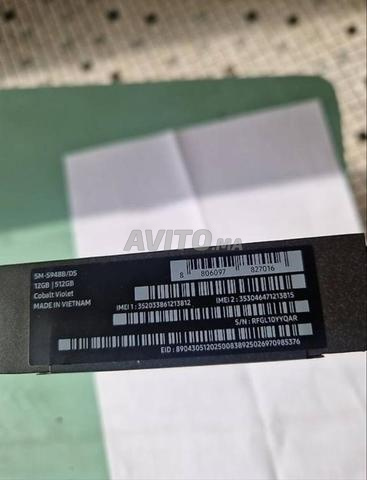 AVITO.MA
SM-S948B/DS
12GB | 512GB
Cobalt Violet
MADE IN VIETNAM
8 806097 827016
IMEI 1 : 352033861213812
IMEI 2 : 353046471213815
S/N : RFGL10YYQAR
EID : 89043051202500838925026970985376